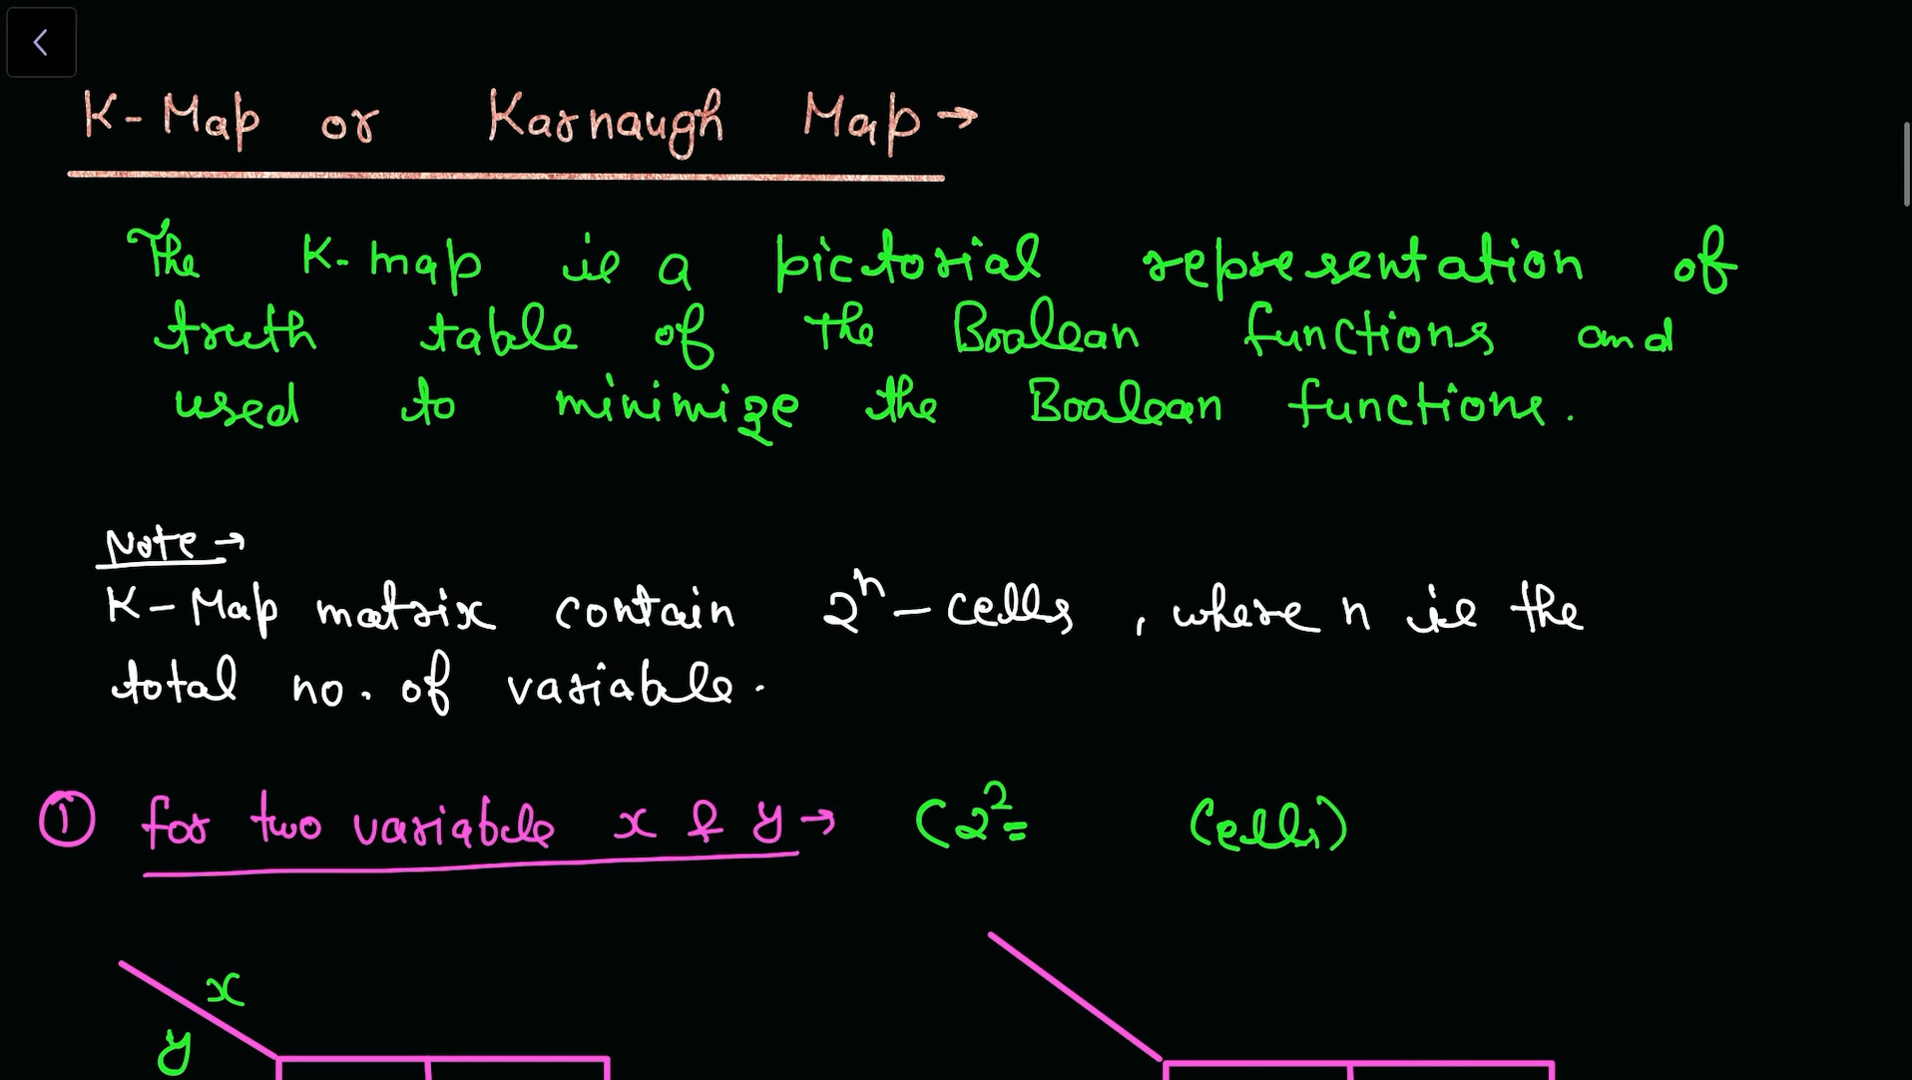 K-Map or Karnaugh Map →
The K-map is a pictorial representation of
truth table of the Boolean functions and
used to minimize the Boolean functions.
Note →
K-Map matrix contain 2ⁿ-cells, where n is the
total no. of variable.
① for two variable x & y → (2²= Cells)
x
y